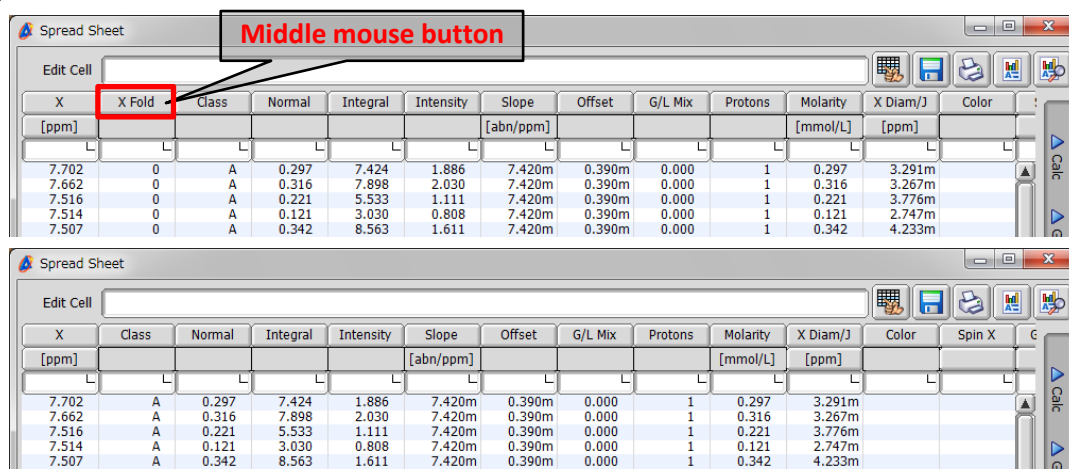 Spread Sheet
Middle mouse button
Edit Cell
X X Fold Class Normal Integral Intensity Slope Offset G/L Mix Protons Molarity X Diam/J Color
[ppm] [abn/ppm] [mmol/L] [ppm]
7.702 0 A 0.297 7.424 1.886 7.420m 0.390m 0.000 1 0.297 3.291m
7.662 0 A 0.316 7.898 2.030 7.420m 0.390m 0.000 1 0.316 3.267m
7.516 0 A 0.221 5.533 1.111 7.420m 0.390m 0.000 1 0.221 3.776m
7.514 0 A 0.121 3.030 0.808 7.420m 0.390m 0.000 1 0.121 2.747m
7.507 0 A 0.342 8.563 1.611 7.420m 0.390m 0.000 1 0.342 4.233m
Calc
Spread Sheet
Edit Cell
X Class Normal Integral Intensity Slope Offset G/L Mix Protons Molarity X Diam/J Color Spin X
[ppm] [abn/ppm] [mmol/L] [ppm]
7.702 A 0.297 7.424 1.886 7.420m 0.390m 0.000 1 0.297 3.291m
7.662 A 0.316 7.898 2.030 7.420m 0.390m 0.000 1 0.316 3.267m
7.516 A 0.221 5.533 1.111 7.420m 0.390m 0.000 1 0.221 3.776m
7.514 A 0.121 3.030 0.808 7.420m 0.390m 0.000 1 0.121 2.747m
7.507 A 0.342 8.563 1.611 7.420m 0.390m 0.000 1 0.342 4.233m
Calc